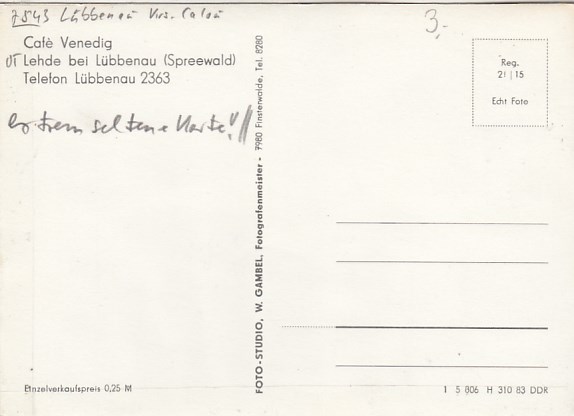 7543 Lübbenau Krs. Calau
3,-
Café Venedig
OT Lehde bei Lübbenau (Spreewald)
Telefon Lübbenau 2363
Extrem seltene Karte!!
Reg.
21 | 15
Echt Foto
FOTO-STUDIO, W. GAMBEL, Fotografenmeister - 7980 Finsterwalde, Tel. 8280
Einzelverkaufspreis 0,25 M
1 5 806 H 310 83 DDR